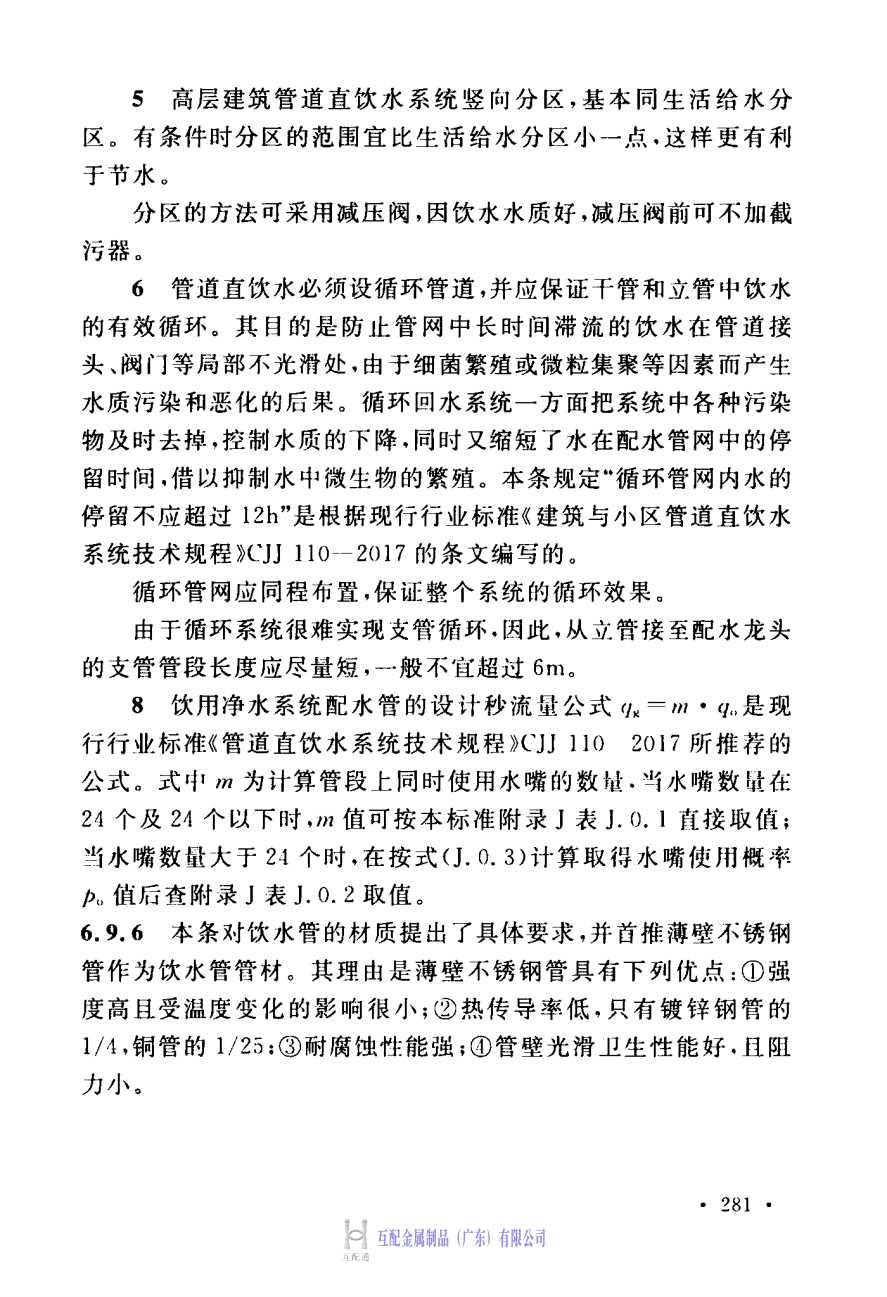 5 高层建筑管道直饮水系统竖向分区，基本同生活给水分
区。有条件时分区的范围宜比生活给水分区小一点，这样更有利
于节水。
分区的方法可采用减压阀，因饮水水质好，减压阀前可不加截
污器。
6 管道直饮水必须设循环管道，并应保证干管和立管中饮水
的有效循环。其目的是防止管网中长时间滞流的饮水在管道接
头、阀门等局部不光滑处，由于细菌繁殖或微粒集聚等因素而产生
水质污染和恶化的后果。循环回水系统一方面把系统中各种污染
物及时去掉，控制水质的下降，同时又缩短了水在配水管网中的停
留时间，借以抑制水中微生物的繁殖。本条规定“循环管网内水的
停留不应超过 12h”是根据现行行业标准《建筑与小区管道直饮水
系统技术规程》CJJ 110—2017 的条文编写的。
循环管网应同程布置，保证整个系统的循环效果。
由于循环系统很难实现支管循环，因此，从立管接至配水龙头
的支管管段长度应尽量短，一般不宜超过 6m。
8 饮用净水系统配水管的设计秒流量公式 qg＝m·qo是现
行行业标准《管道直饮水系统技术规程》CJJ 110 2017 所推荐的
公式。式中 m 为计算管段上同时使用水嘴的数量，当水嘴数量在
24 个及 24 个以下时，m 值可按本标准附录 J 表 J.0.1 直接取值；
当水嘴数量大于 24 个时，在按式(J.0.3)计算取得水嘴使用概率
po 值后查附录 J 表 J.0.2 取值。
6.9.6 本条对饮水管的材质提出了具体要求，并首推薄壁不锈钢
管作为饮水管管材。其理由是薄壁不锈钢管具有下列优点：①强
度高且受温度变化的影响很小；②热传导率低，只有镀锌钢管的
1/4，铜管的 1/25；③耐腐蚀性能强；④管壁光滑卫生性能好，且阻
力小。
· 281 ·
互配金属制品（广东）有限公司
互配通